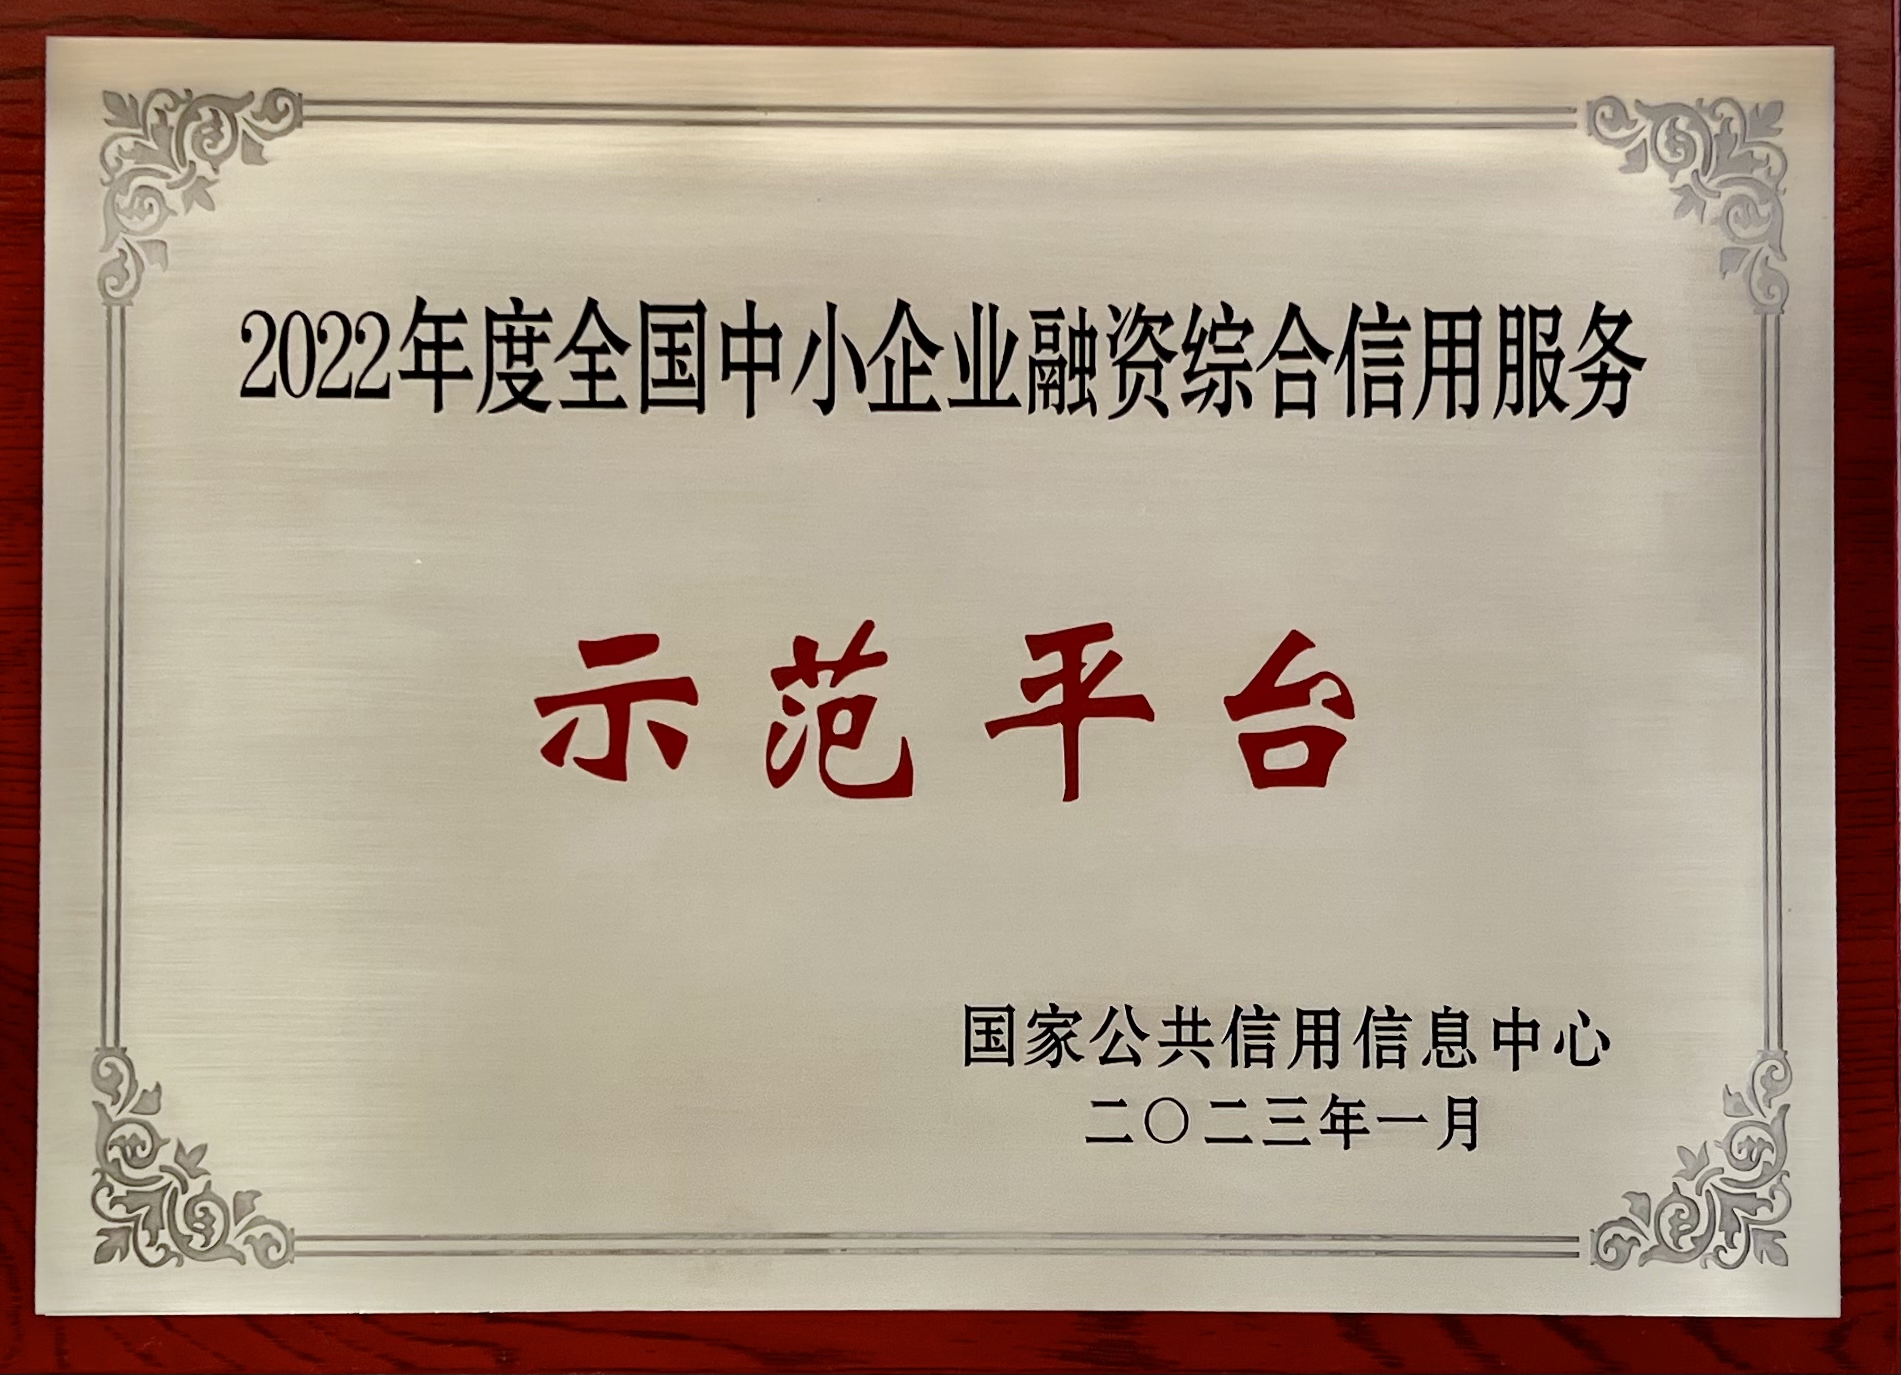 2022年度全国中小企业融资综合信用服务
示范平台
国家公共信用信息中心
二〇二三年一月